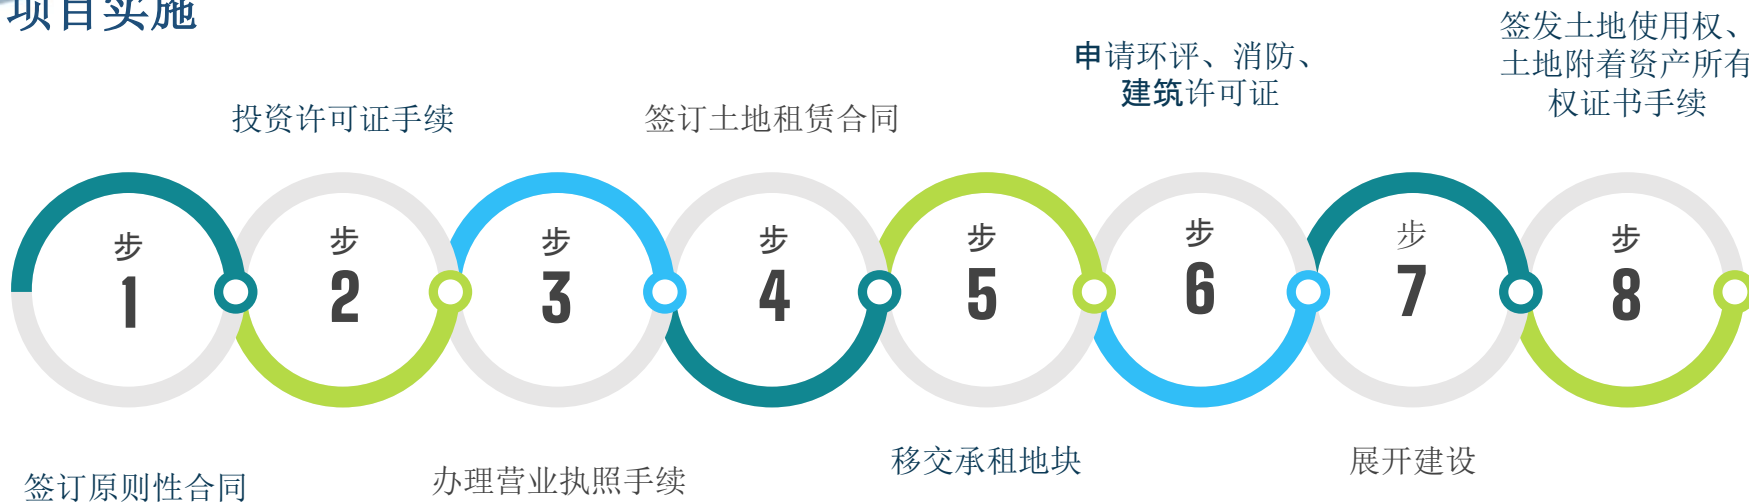 项目实施
申请环评、消防、
建筑许可证
签发土地使用权、
土地附着资产所有
权证书手续
投资许可证手续
签订土地租赁合同
步
1
步
2
步
3
步
4
步
5
步
6
步
7
步
8
签订原则性合同
办理营业执照手续
移交承租地块
展开建设